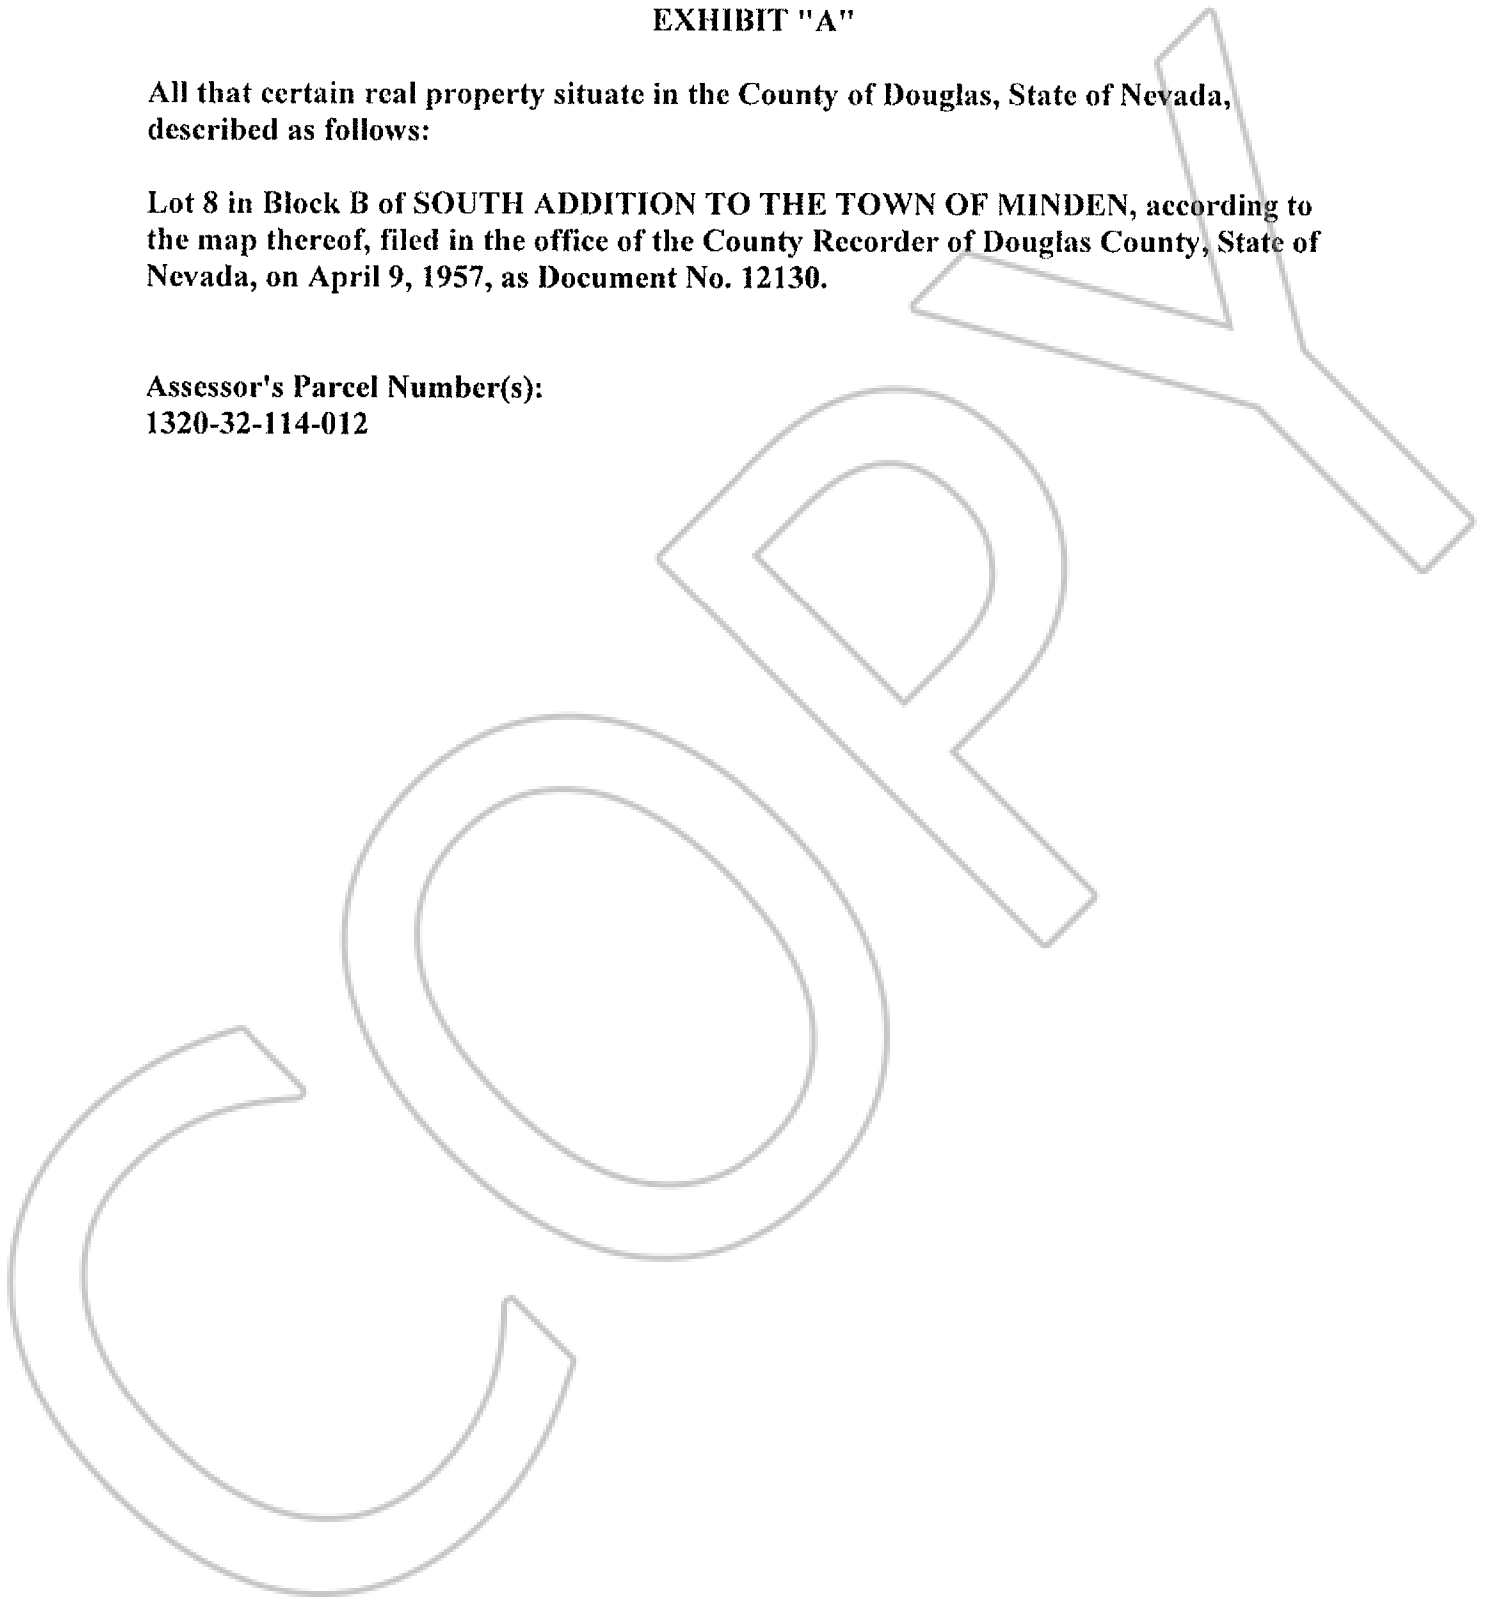 EXHIBIT "A"
All that certain real property situate in the County of Douglas, State of Nevada,
described as follows:
Lot 8 in Block B of SOUTH ADDITION TO THE TOWN OF MINDEN, according to
the map thereof, filed in the office of the County Recorder of Douglas County, State of
Nevada, on April 9, 1957, as Document No. 12130.
Assessor's Parcel Number(s):
1320-32-114-012
COPY